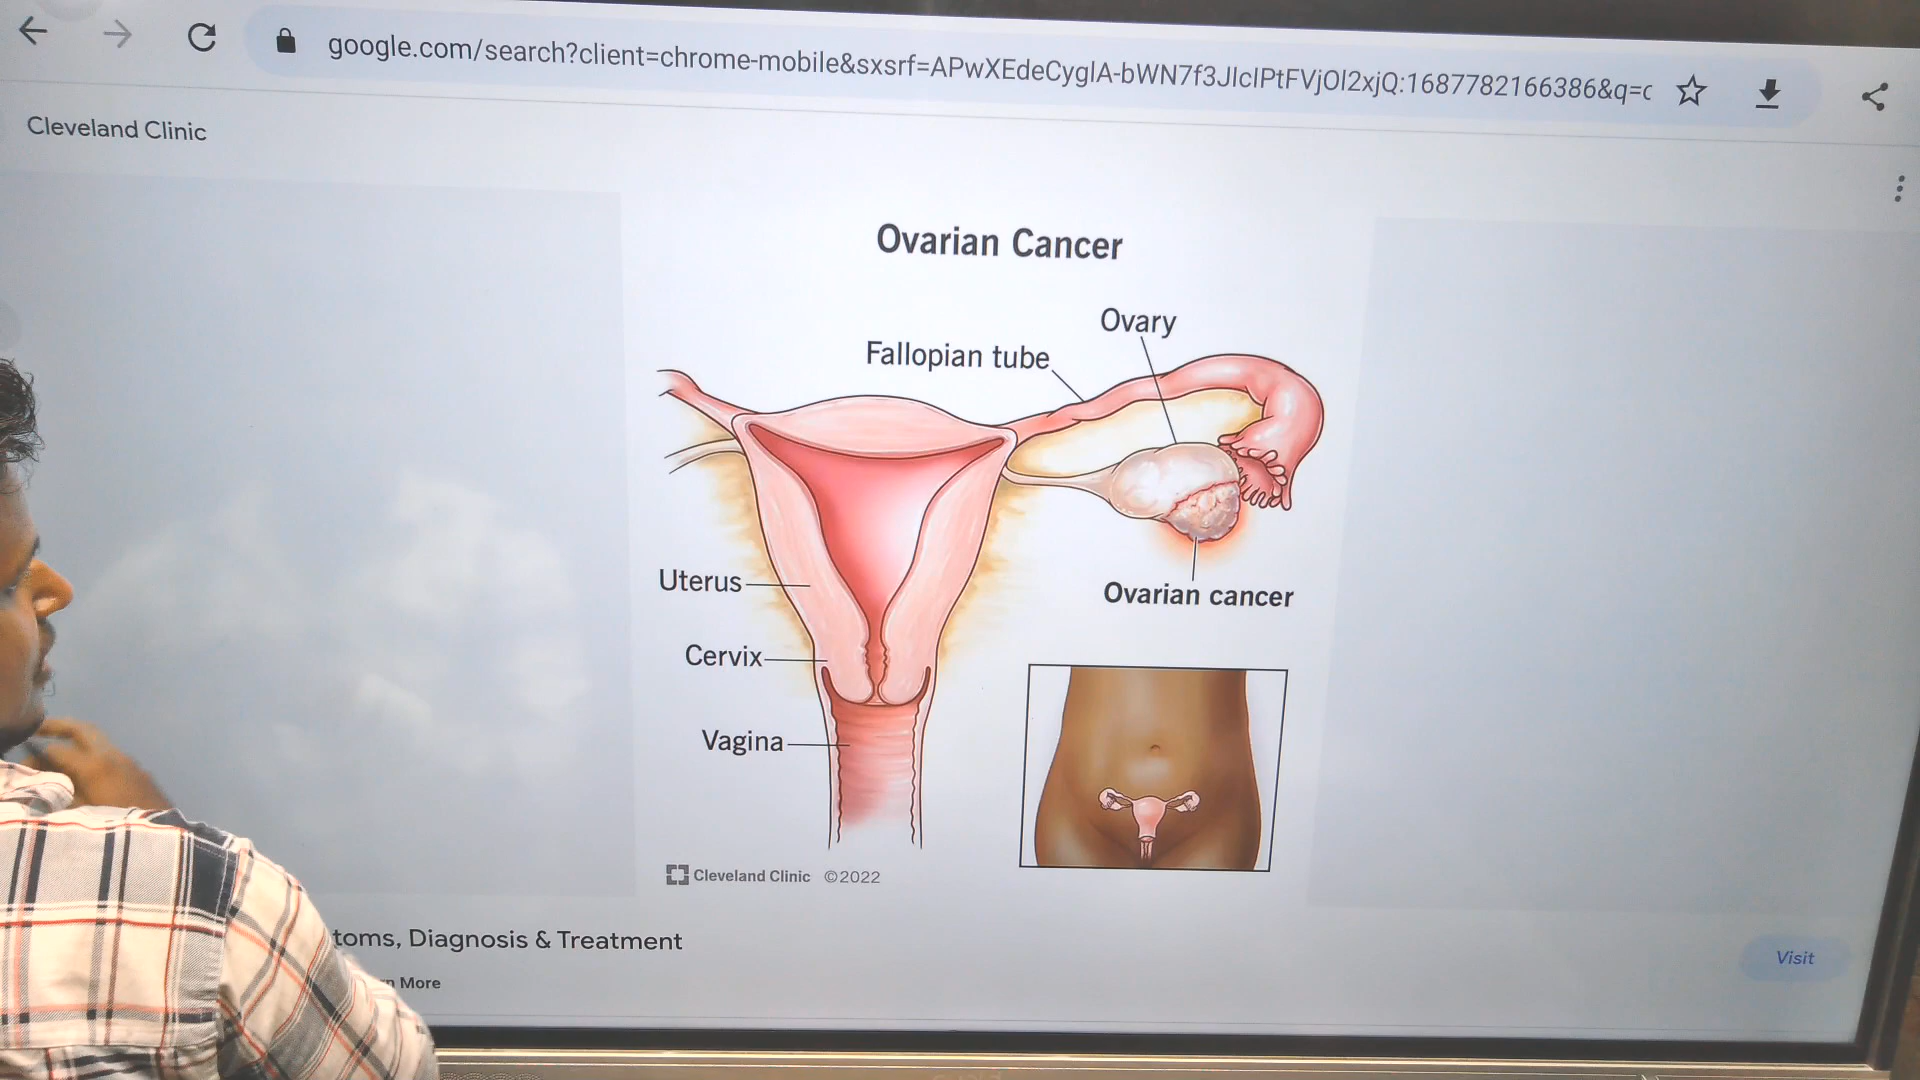 google.com/search?client=chrome-mobile&sxsrf=APwXEdeCyglA-bWN7f3JIcIPtFVjOl2xjQ:1687782166386&q=c
Cleveland Clinic
Ovarian Cancer
Ovary
Fallopian tube
Uterus
Ovarian cancer
Cervix
Vagina
Cleveland Clinic ©2022
toms, Diagnosis & Treatment
Visit
n More